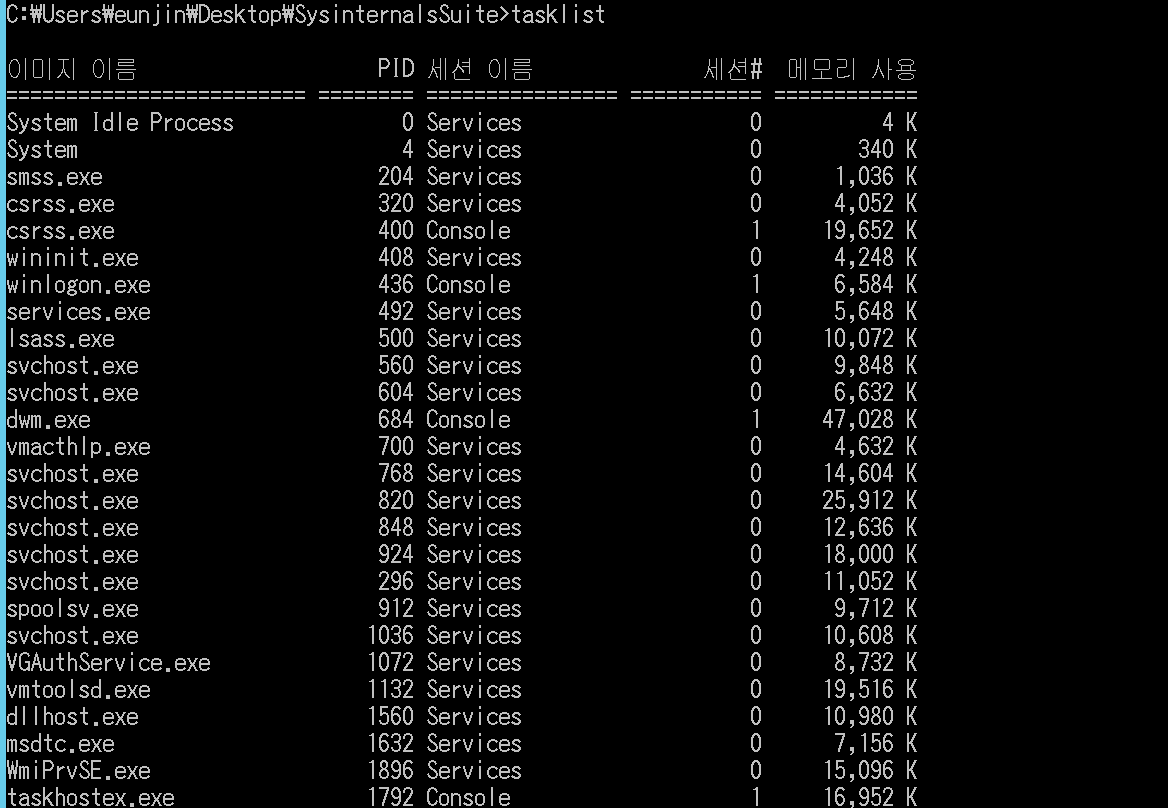 C:₩Users₩eunjin₩Desktop₩SysinternalsSuite>tasklist
이미지 이름                    PID 세션 이름              세션#  메모리 사용
========================= ======== ================ =========== ============
System Idle Process              0 Services                   0          4 K
System                           4 Services                   0        340 K
smss.exe                       204 Services                   0      1,036 K
csrss.exe                      320 Services                   0      4,052 K
csrss.exe                      400 Console                    1     19,652 K
wininit.exe                    408 Services                   0      4,248 K
winlogon.exe                   436 Console                    1      6,584 K
services.exe                   492 Services                   0      5,648 K
lsass.exe                      500 Services                   0     10,072 K
svchost.exe                    560 Services                   0      9,848 K
svchost.exe                    604 Services                   0      6,632 K
dwm.exe                        684 Console                    1     47,028 K
vmacthlp.exe                   700 Services                   0      4,632 K
svchost.exe                    768 Services                   0     14,604 K
svchost.exe                    820 Services                   0     25,912 K
svchost.exe                    848 Services                   0     12,636 K
svchost.exe                    924 Services                   0     18,000 K
svchost.exe                    296 Services                   0     11,052 K
spoolsv.exe                    912 Services                   0      9,712 K
svchost.exe                   1036 Services                   0     10,608 K
VGAuthService.exe             1072 Services                   0      8,732 K
vmtoolsd.exe                  1132 Services                   0     19,516 K
dllhost.exe                   1560 Services                   0     10,980 K
msdtc.exe                     1632 Services                   0      7,156 K
WmiPrvSE.exe                  1896 Services                   0     15,096 K
taskhostex.exe                1792 Console                    1     16,952 K